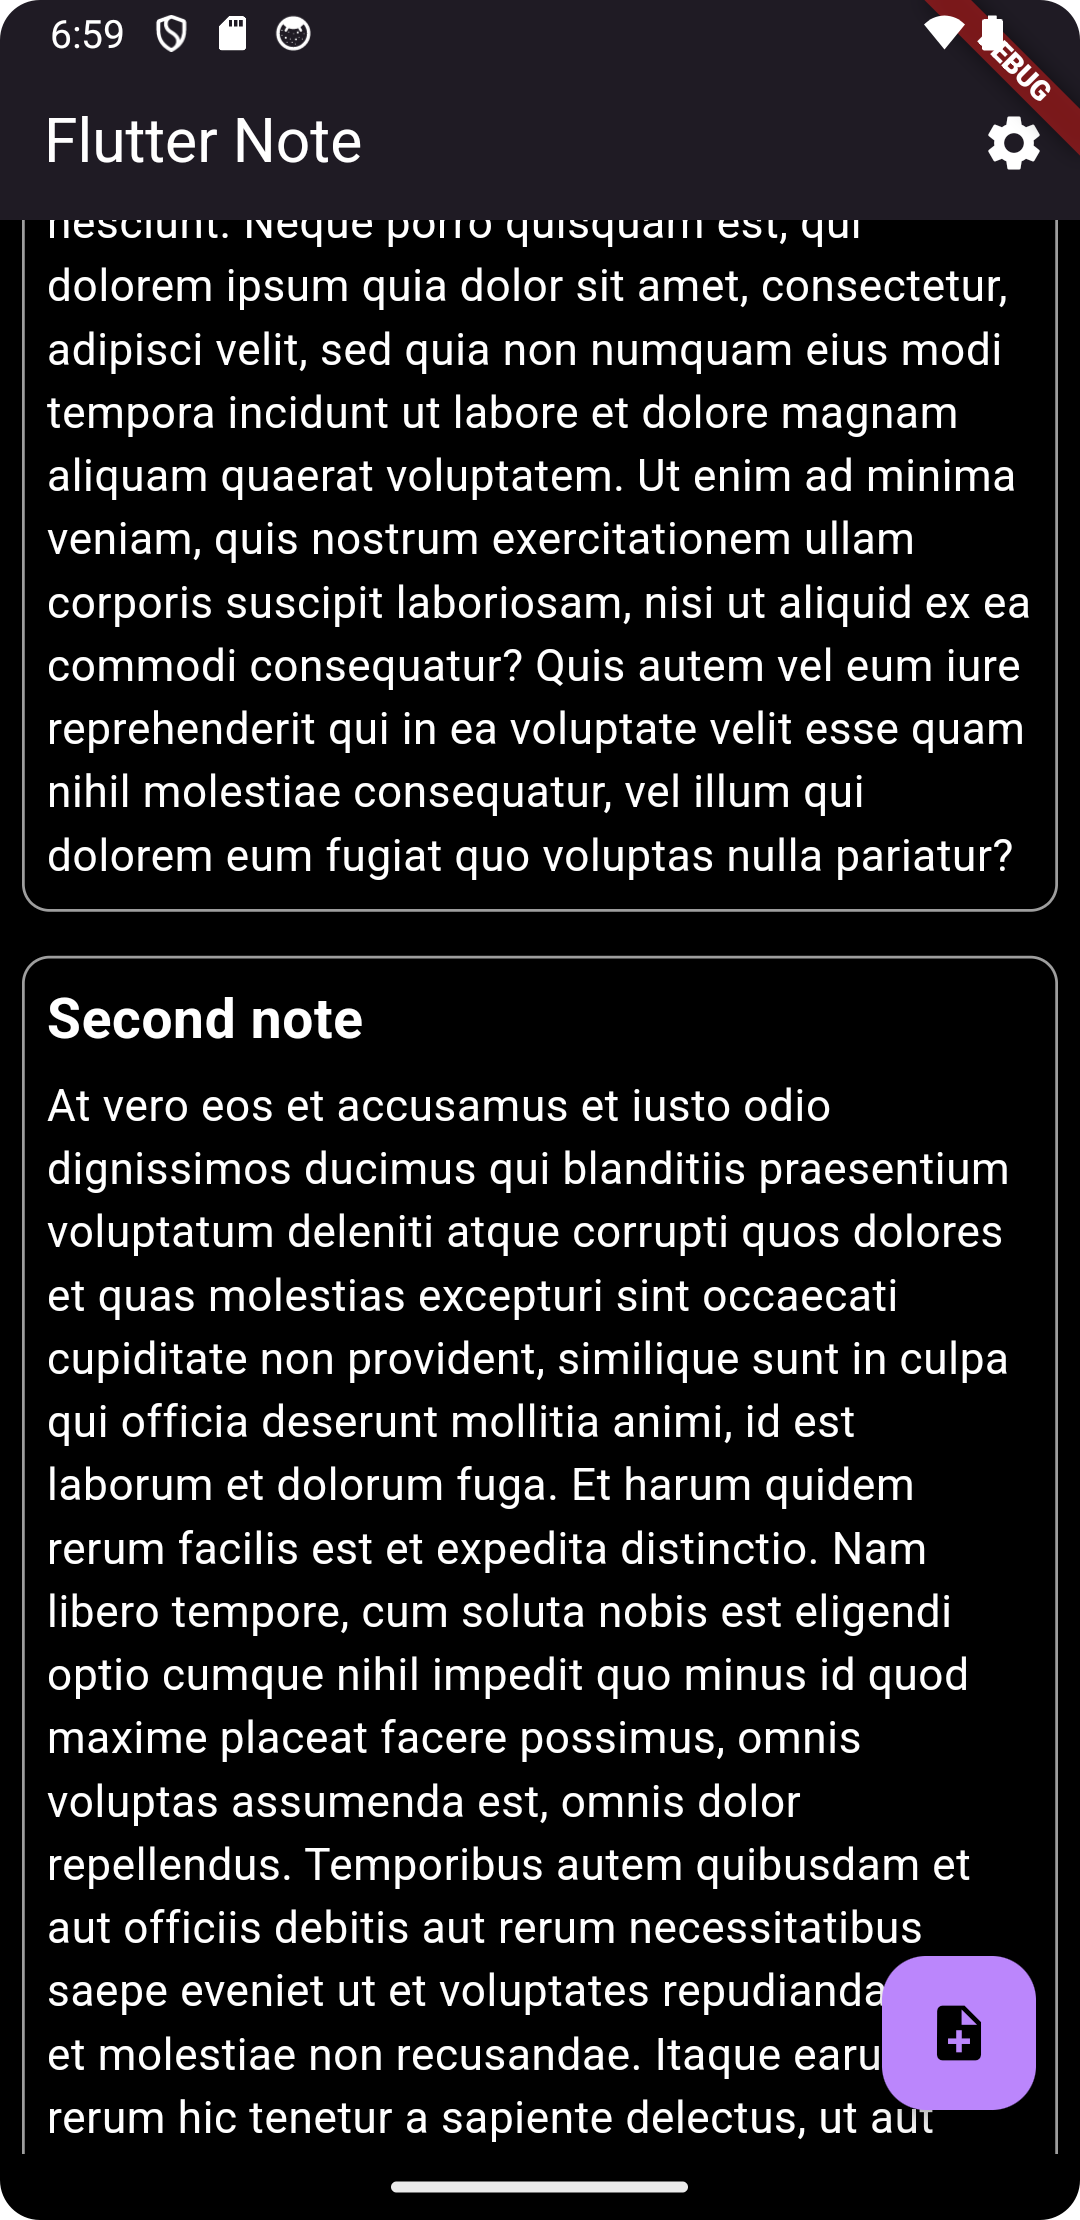 6:59
DEBUG
Flutter Note
nesciunt. Neque porro quisquam est, qui
dolorem ipsum quia dolor sit amet, consectetur,
adipisci velit, sed quia non numquam eius modi
tempora incidunt ut labore et dolore magnam
aliquam quaerat voluptatem. Ut enim ad minima
veniam, quis nostrum exercitationem ullam
corporis suscipit laboriosam, nisi ut aliquid ex ea
commodi consequatur? Quis autem vel eum iure
reprehenderit qui in ea voluptate velit esse quam
nihil molestiae consequatur, vel illum qui
dolorem eum fugiat quo voluptas nulla pariatur?
Second note
At vero eos et accusamus et iusto odio
dignissimos ducimus qui blanditiis praesentium
voluptatum deleniti atque corrupti quos dolores
et quas molestias excepturi sint occaecati
cupiditate non provident, similique sunt in culpa
qui officia deserunt mollitia animi, id est
laborum et dolorum fuga. Et harum quidem
rerum facilis est et expedita distinctio. Nam
libero tempore, cum soluta nobis est eligendi
optio cumque nihil impedit quo minus id quod
maxime placeat facere possimus, omnis
voluptas assumenda est, omnis dolor
repellendus. Temporibus autem quibusdam et
aut officiis debitis aut rerum necessitatibus
saepe eveniet ut et voluptates repudianda
et molestiae non recusandae. Itaque earu
rerum hic tenetur a sapiente delectus, ut aut